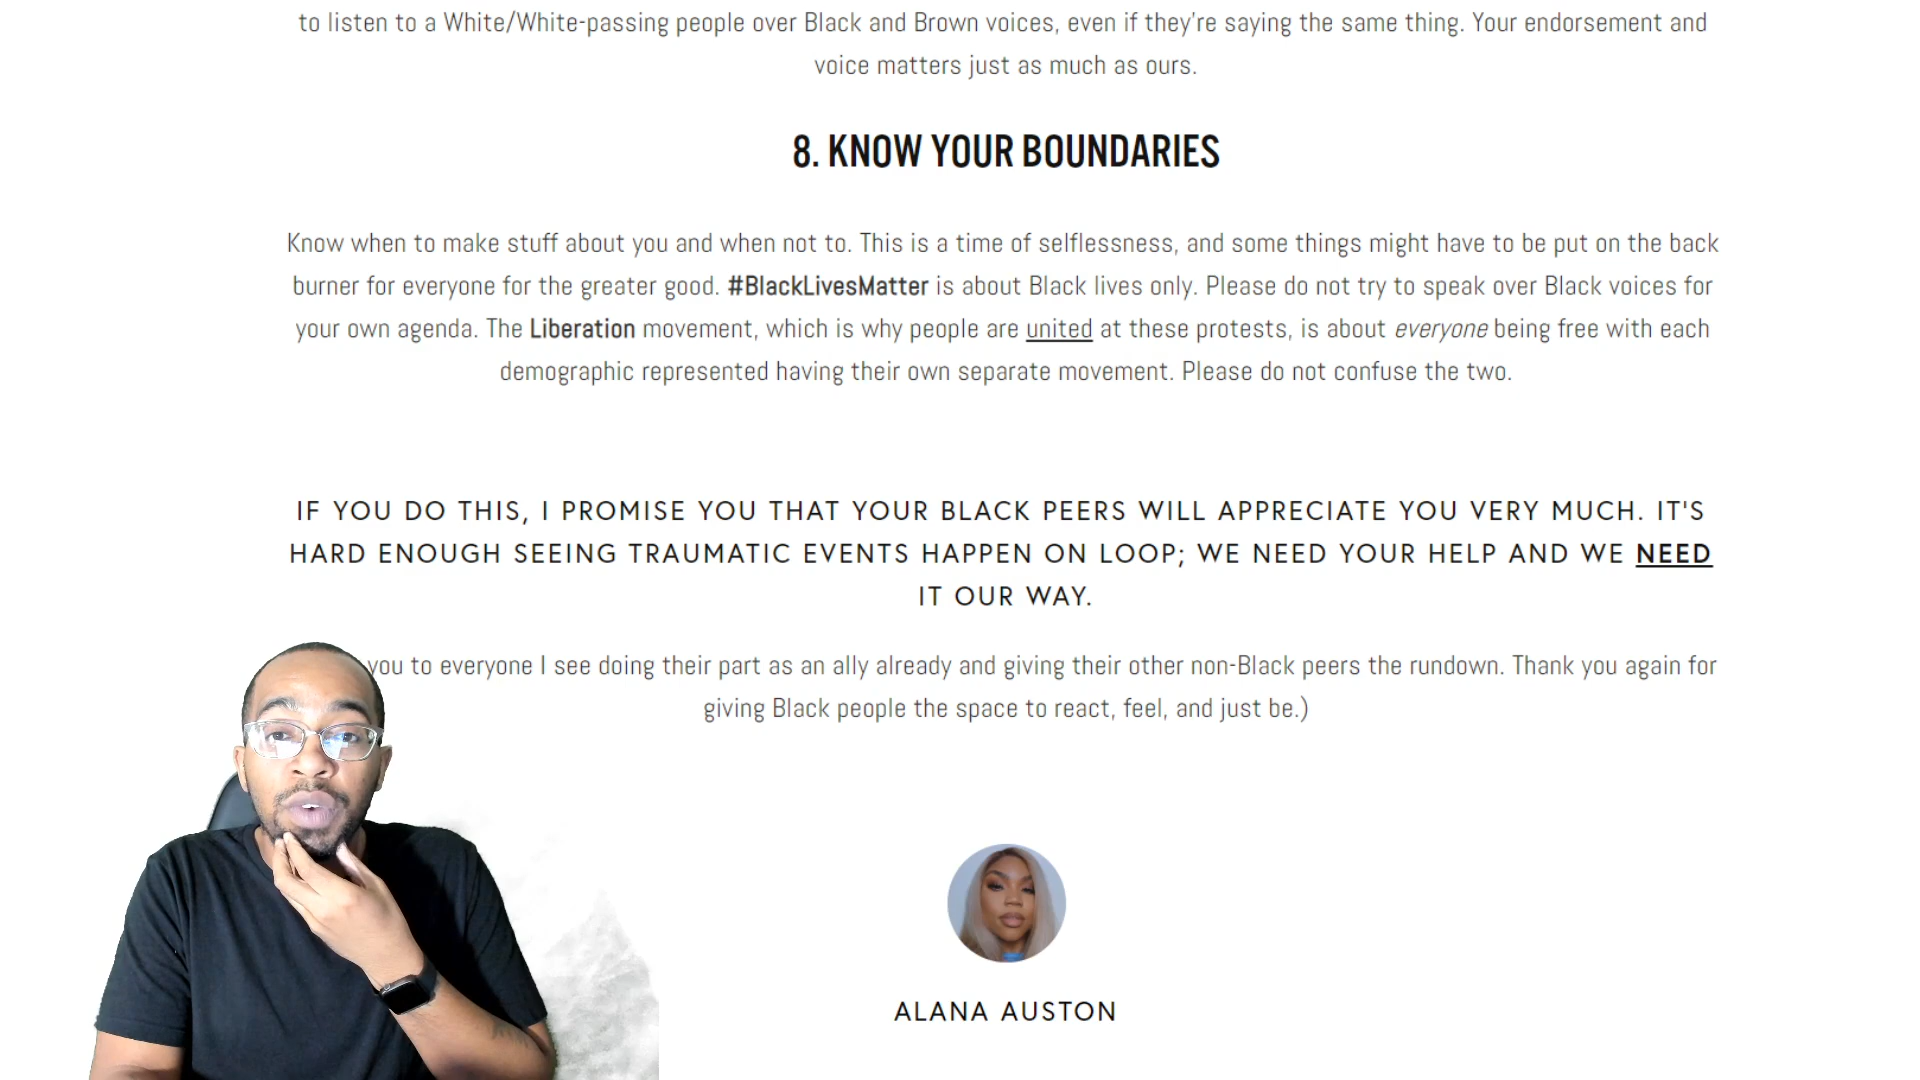 to listen to a White/White-passing people over Black and Brown voices, even if they're saying the same thing. Your endorsement and
voice matters just as much as ours.
8. KNOW YOUR BOUNDARIES
Know when to make stuff about you and when not to. This is a time of selflessness, and some things might have to be put on the back
burner for everyone for the greater good. #BlackLivesMatter is about Black lives only. Please do not try to speak over Black voices for
your own agenda. The Liberation movement, which is why people are united at these protests, is about everyone being free with each
demographic represented having their own separate movement. Please do not confuse the two.
IF YOU DO THIS, I PROMISE YOU THAT YOUR BLACK PEERS WILL APPRECIATE YOU VERY MUCH. IT'S
HARD ENOUGH SEEING TRAUMATIC EVENTS HAPPEN ON LOOP; WE NEED YOUR HELP AND WE NEED
IT OUR WAY.
you to everyone I see doing their part as an ally already and giving their other non-Black peers the rundown. Thank you again for
giving Black people the space to react, feel, and just be.)
ALANA AUSTON